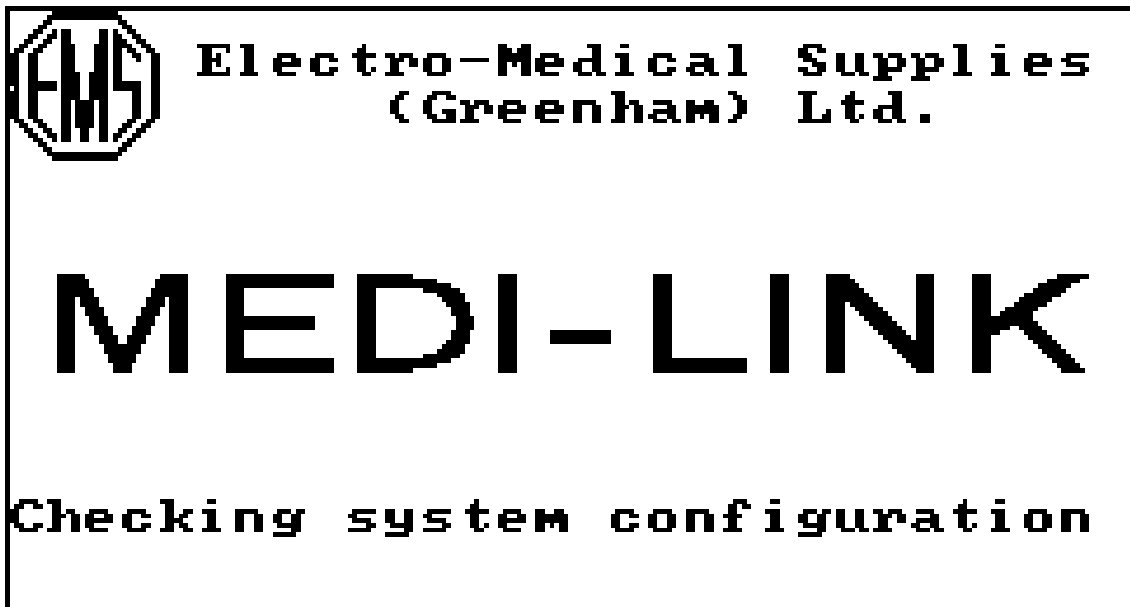 EMS
Electro-Medical Supplies
(Greenham) Ltd.
MEDI-LINK
Checking system configuration